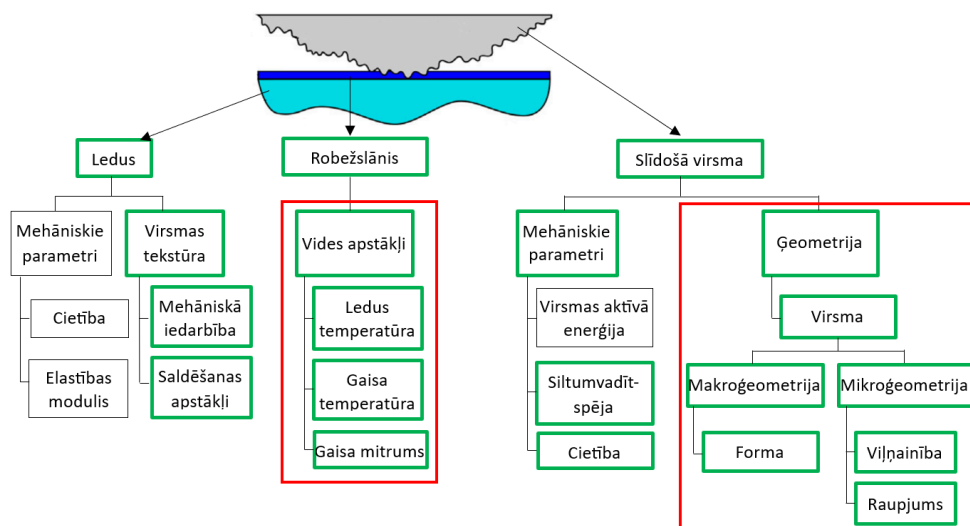 Ledus
Robežslānis
Slīdošā virsma
Mehāniskie
parametri
Virsmas
tekstūra
Cietība
Mehāniskā
iedarbība
Elastības
modulis
Saldēšanas
apstākļi
Vides apstākļi
Ledus
temperatūra
Gaisa
temperatūra
Gaisa mitrums
Mehāniskie
parametri
Virsmas aktīvā
enerģija
Siltumvadīt-
spēja
Cietība
Ģeometrija
Virsma
Makroģeometrija
Mikroģeometrija
Forma
Viļņainība
Raupjums